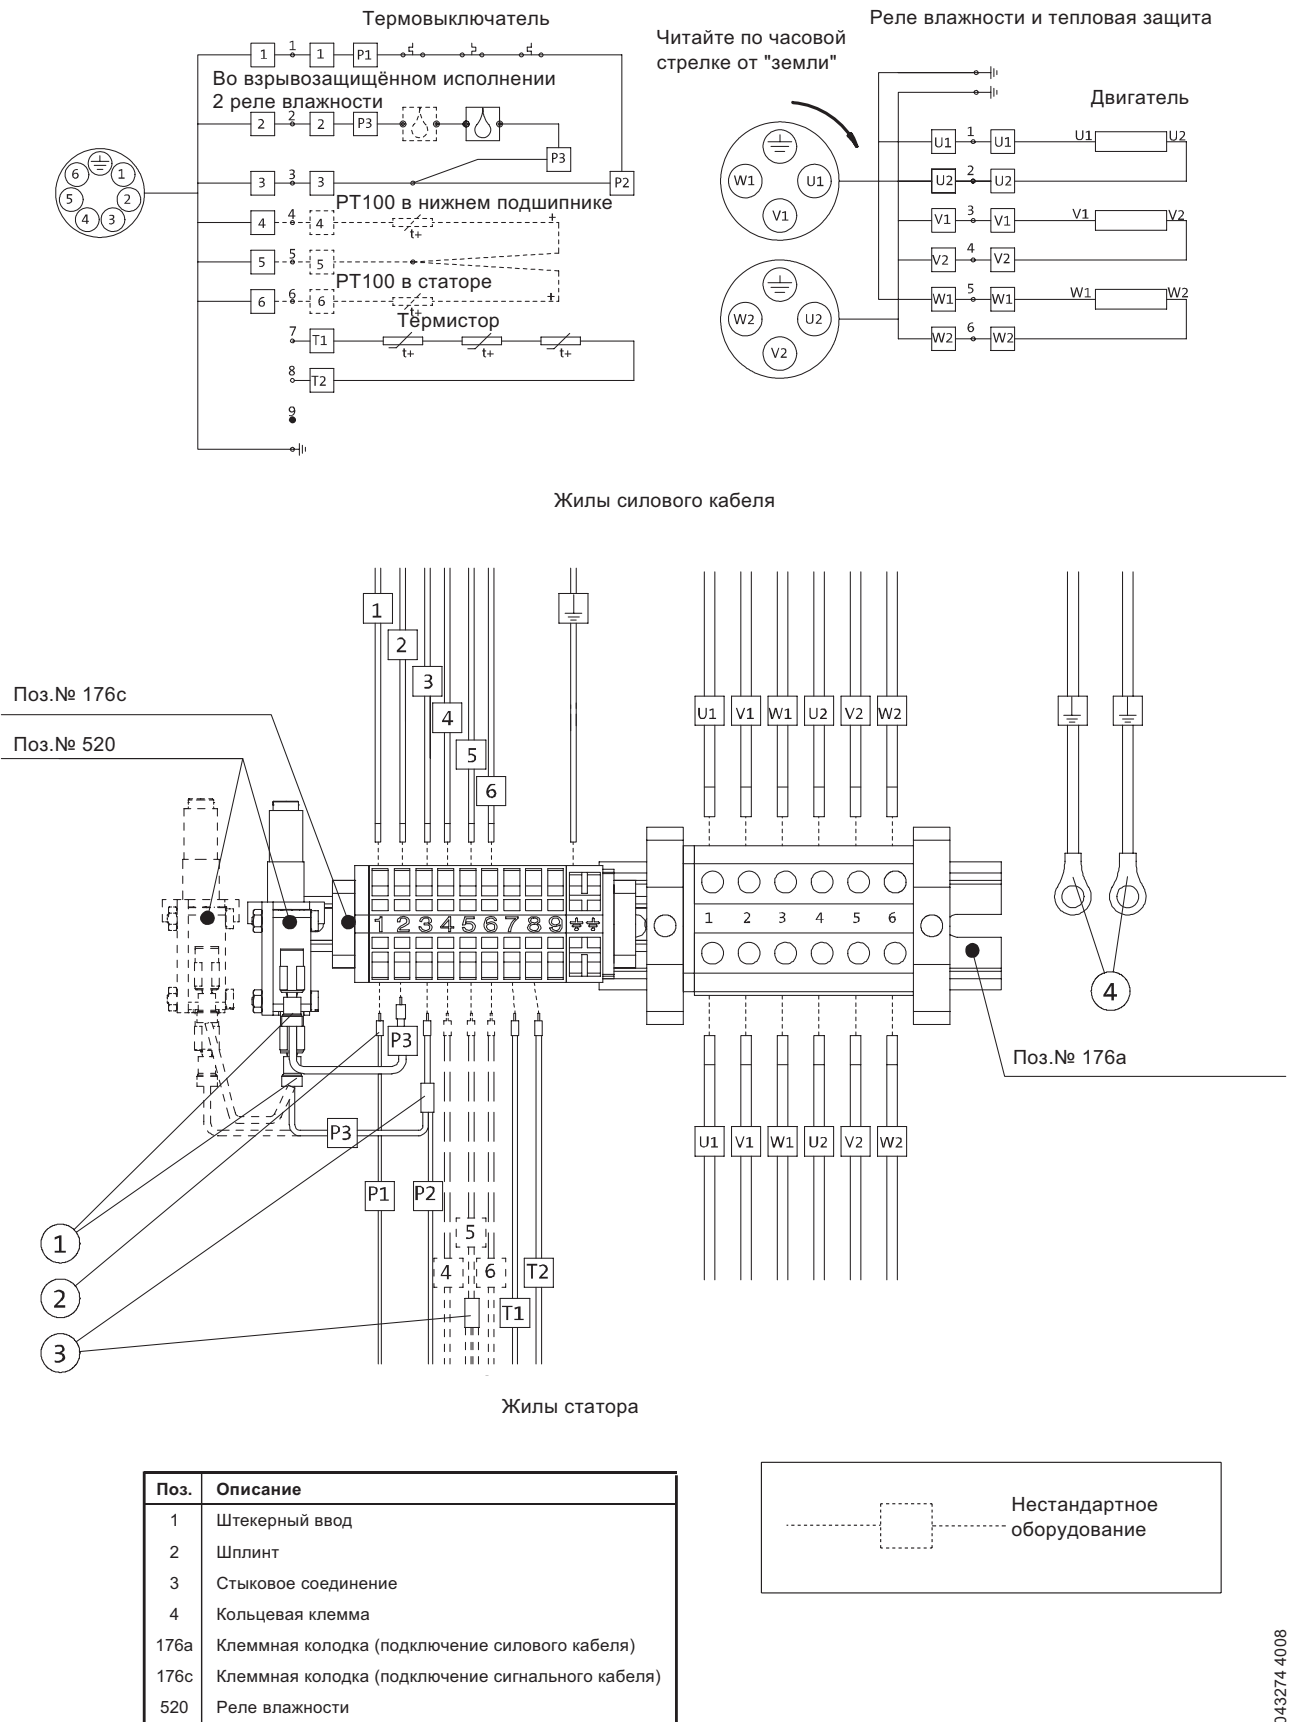 Термовыключатель
Реле влажности и тепловая защита
Читайте по часовой
стрелке от "земли"
1 1 1 P1
Во взрывозащищённом исполнении
2 реле влажности
2 2 2 P3
P3
3 3 3 P2
6 1 5 2 4 3
PT100 в нижнем подшипнике
4 4 4 t+ +
5 5 5
PT100 в статоре
6 6 6 t+ +
Термистор
7 T1 t+ t+ t+
8 T2
9
Двигатель
W1 U1 V1
W2 U2 V2
U1 1 U1 U1 U2
U2 2 U2
V1 3 V1 V1 V2
V2 4 V2
W1 5 W1 W1 W2
W2 6 W2
Жилы силового кабеля
1
2
3
4
5
6
Поз.№ 176c
Поз.№ 520
U1 V1 W1 U2 V2 W2
1 2 3 4 5 6 7 8 9
1 2 3 4 5 6
4
P3
Поз.№ 176a
P3
U1 V1 W1 U2 V2 W2
P1 P2
5
4 6 T2
T1
1
2
3
Жилы статора
Поз. Описание
1 Штекерный ввод
2 Шплинт
3 Стыковое соединение
4 Кольцевая клемма
176a Клеммная колодка (подключение силового кабеля)
176c Клеммная колодка (подключение сигнального кабеля)
520 Реле влажности
Нестандартное
оборудование
043274 4008